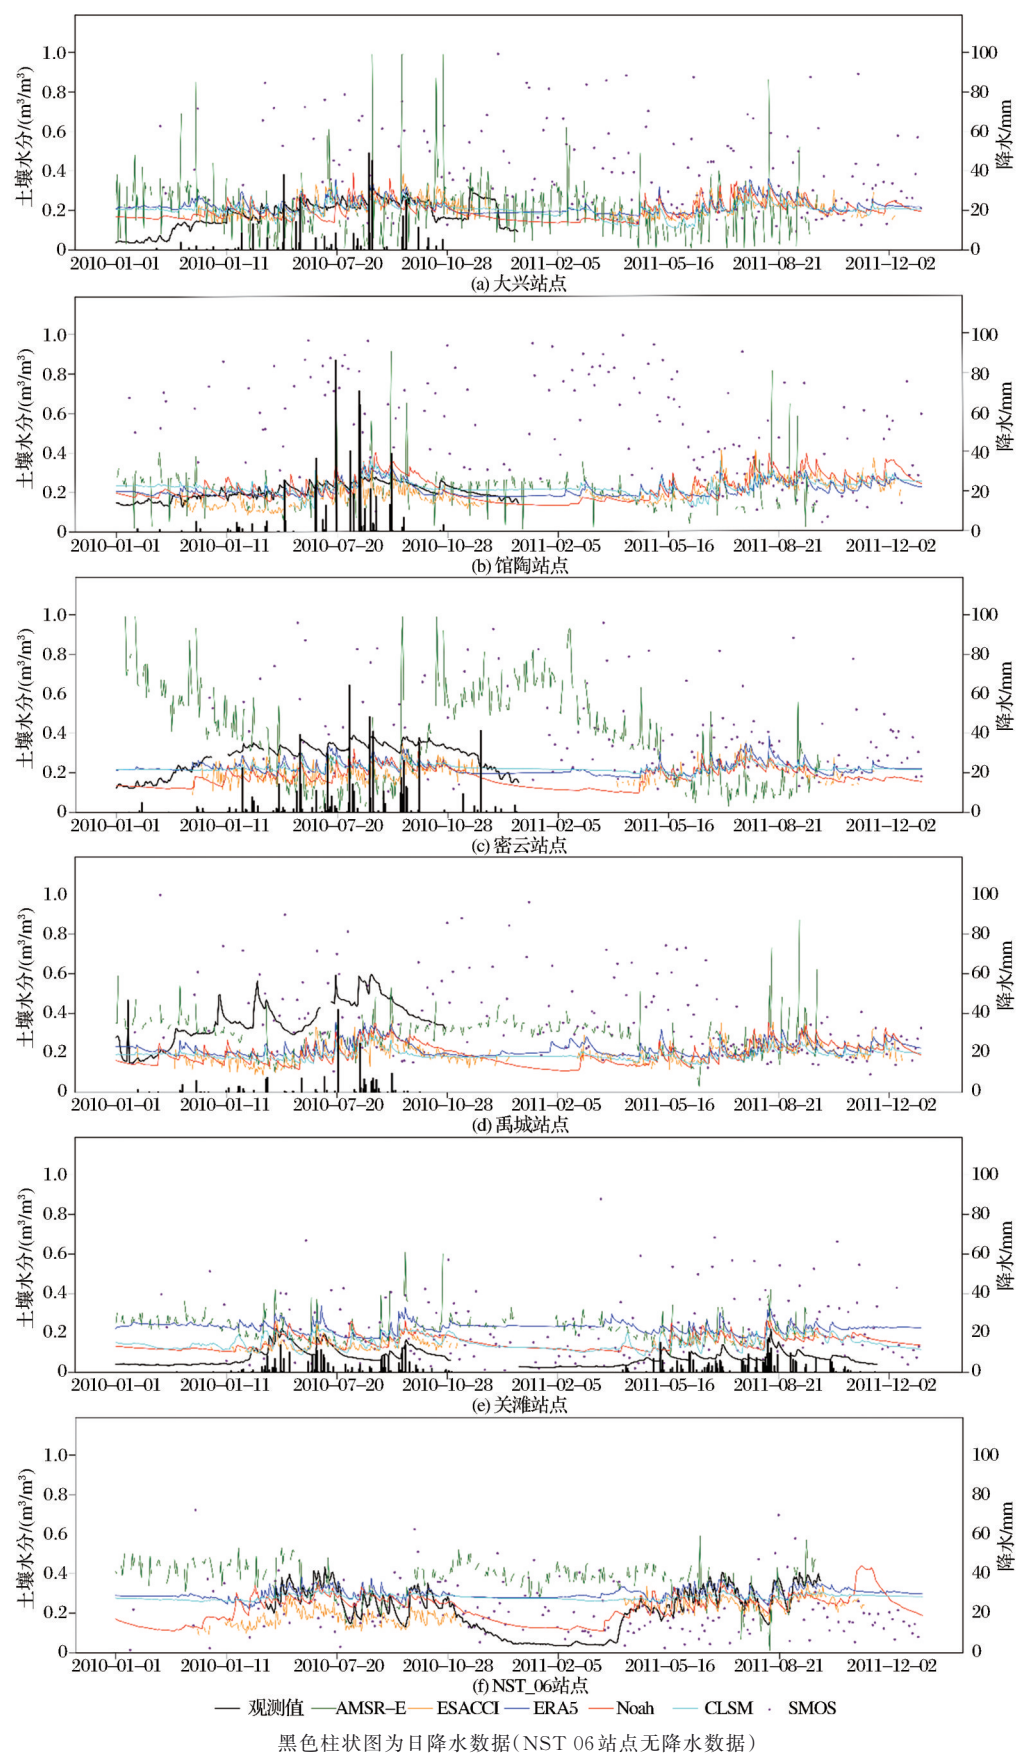 土壤水分/(m³/m³)
1.0
0.8
0.6
0.4
0.2
0
100
80
60
40
20
0
降水/mm
2010-01-01 2010-01-11 2010-07-20 2010-10-28 2011-02-05 2011-05-16 2011-08-21 2011-12-02
(a) 大兴站点
土壤水分/(m³/m³)
1.0
0.8
0.6
0.4
0.2
0
100
80
60
40
20
0
降水/mm
2010-01-01 2010-01-11 2010-07-20 2010-10-28 2011-02-05 2011-05-16 2011-08-21 2011-12-02
(b) 馆陶站点
土壤水分/(m³/m³)
1.0
0.8
0.6
0.4
0.2
0
100
80
60
40
20
0
降水/mm
2010-01-01 2010-01-11 2010-07-20 2010-10-28 2011-02-05 2011-05-16 2011-08-21 2011-12-02
(c) 密云站点
土壤水分/(m³/m³)
1.0
0.8
0.6
0.4
0.2
0
100
80
60
40
20
0
降水/mm
2010-01-01 2010-01-11 2010-07-20 2010-10-28 2011-02-05 2011-05-16 2011-08-21 2011-12-02
(d) 禹城站点
土壤水分/(m³/m³)
1.0
0.8
0.6
0.4
0.2
0
100
80
60
40
20
0
降水/mm
2010-01-01 2010-01-11 2010-07-20 2010-10-28 2011-02-05 2011-05-16 2011-08-21 2011-12-02
(e) 关滩站点
土壤水分/(m³/m³)
1.0
0.8
0.6
0.4
0.2
0
100
80
60
40
20
0
降水/mm
2010-01-01 2010-01-11 2010-07-20 2010-10-28 2011-02-05 2011-05-16 2011-08-21 2011-12-02
(f) NST_06站点
观测值 AMSR-E ESACCI ERA5 Noah CLSM SMOS
黑色柱状图为日降水数据(NST 06站点无降水数据)